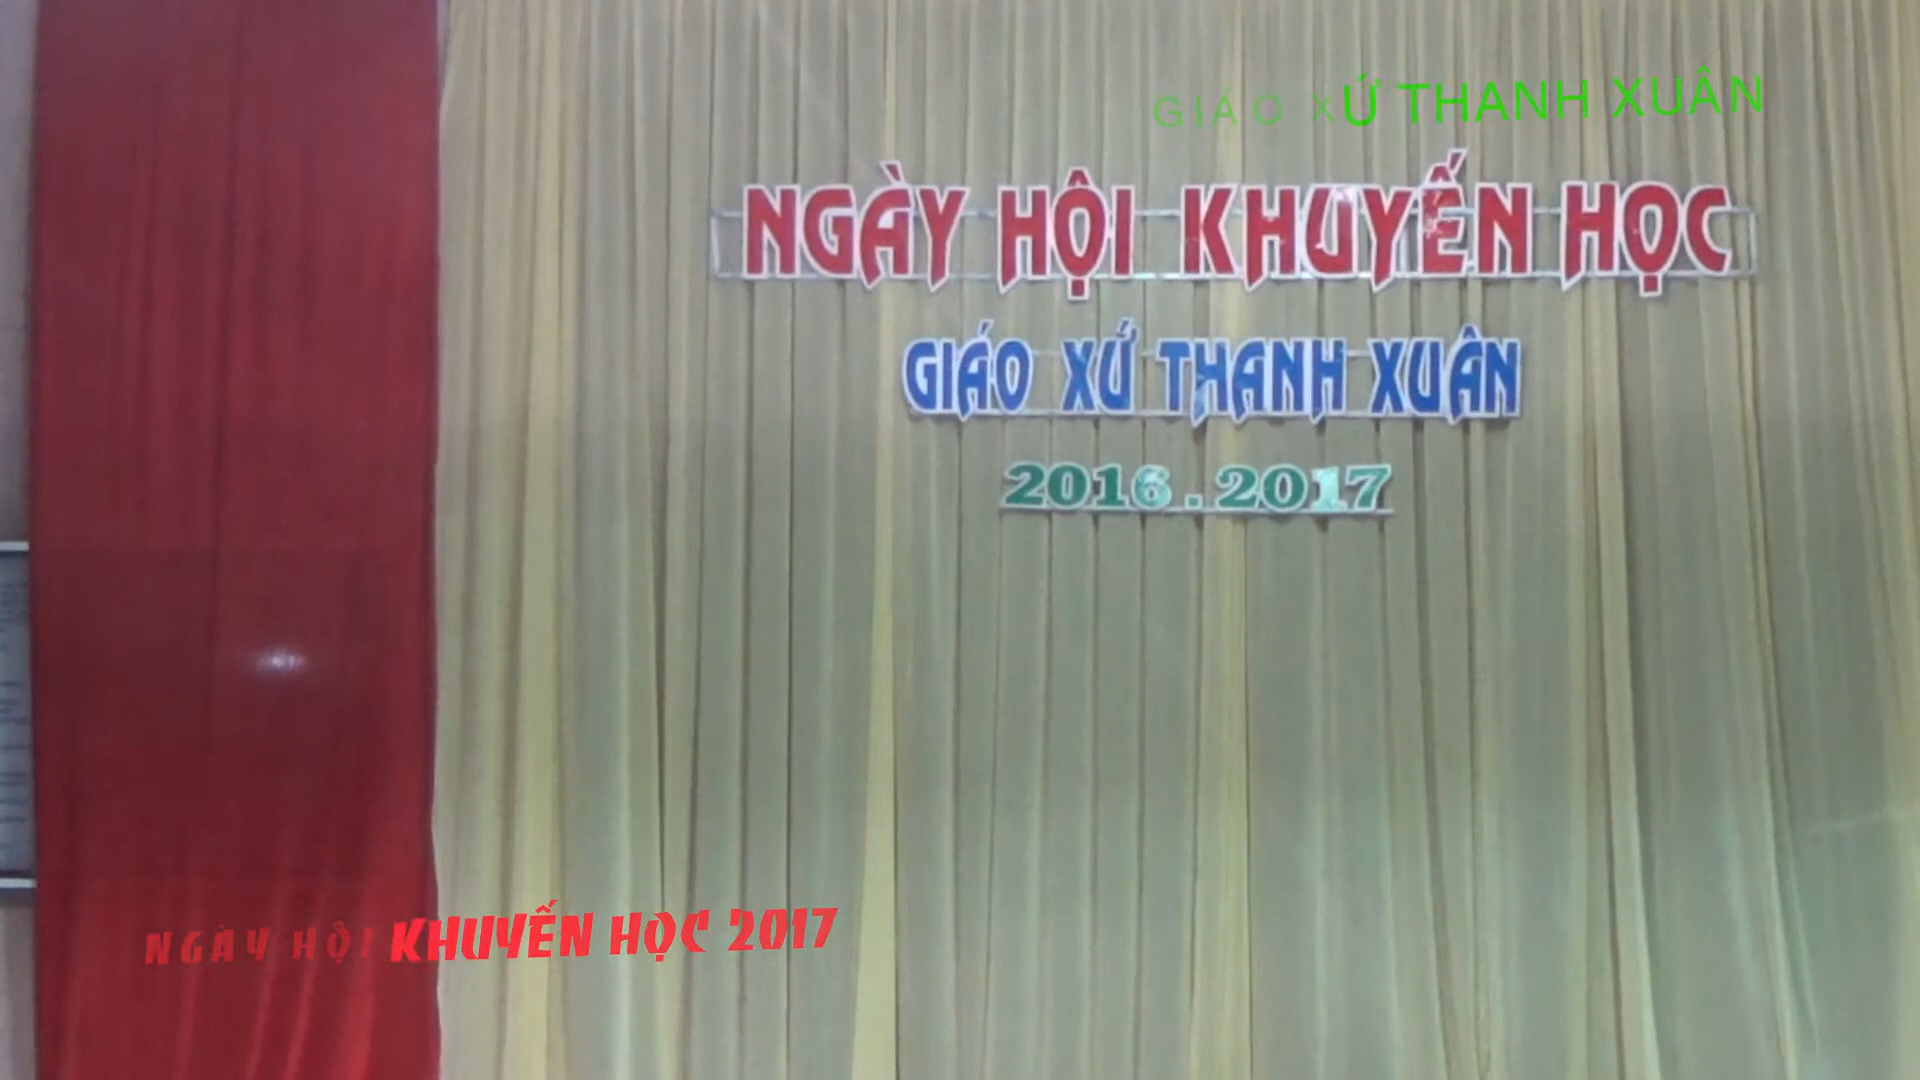 GIÁO XỨ THANH XUÂN
NGÀY HỘI KHUYẾN HỌC
GIÁO XỨ THANH XUÂN
2016.2017
NGÀY HỘI KHUYẾN HỌC 2017